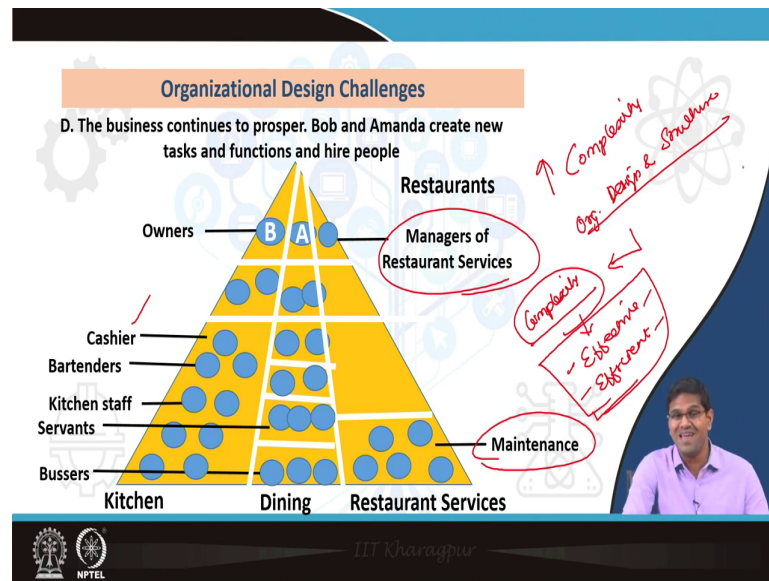 Organizational Design Challenges
D. The business continues to prosper. Bob and Amanda create new
tasks and functions and hire people
Restaurants
Owners
B
A
Managers of
Restaurant Services
Cashier
Bartenders
Kitchen staff
Servants
Bussers
Maintenance
Kitchen
Dining
Restaurant Services
↑ Complexity
Org. Design & Structure
Complexity
- Effective -
- Efficient -
IIT Kharagpur
NPTEL